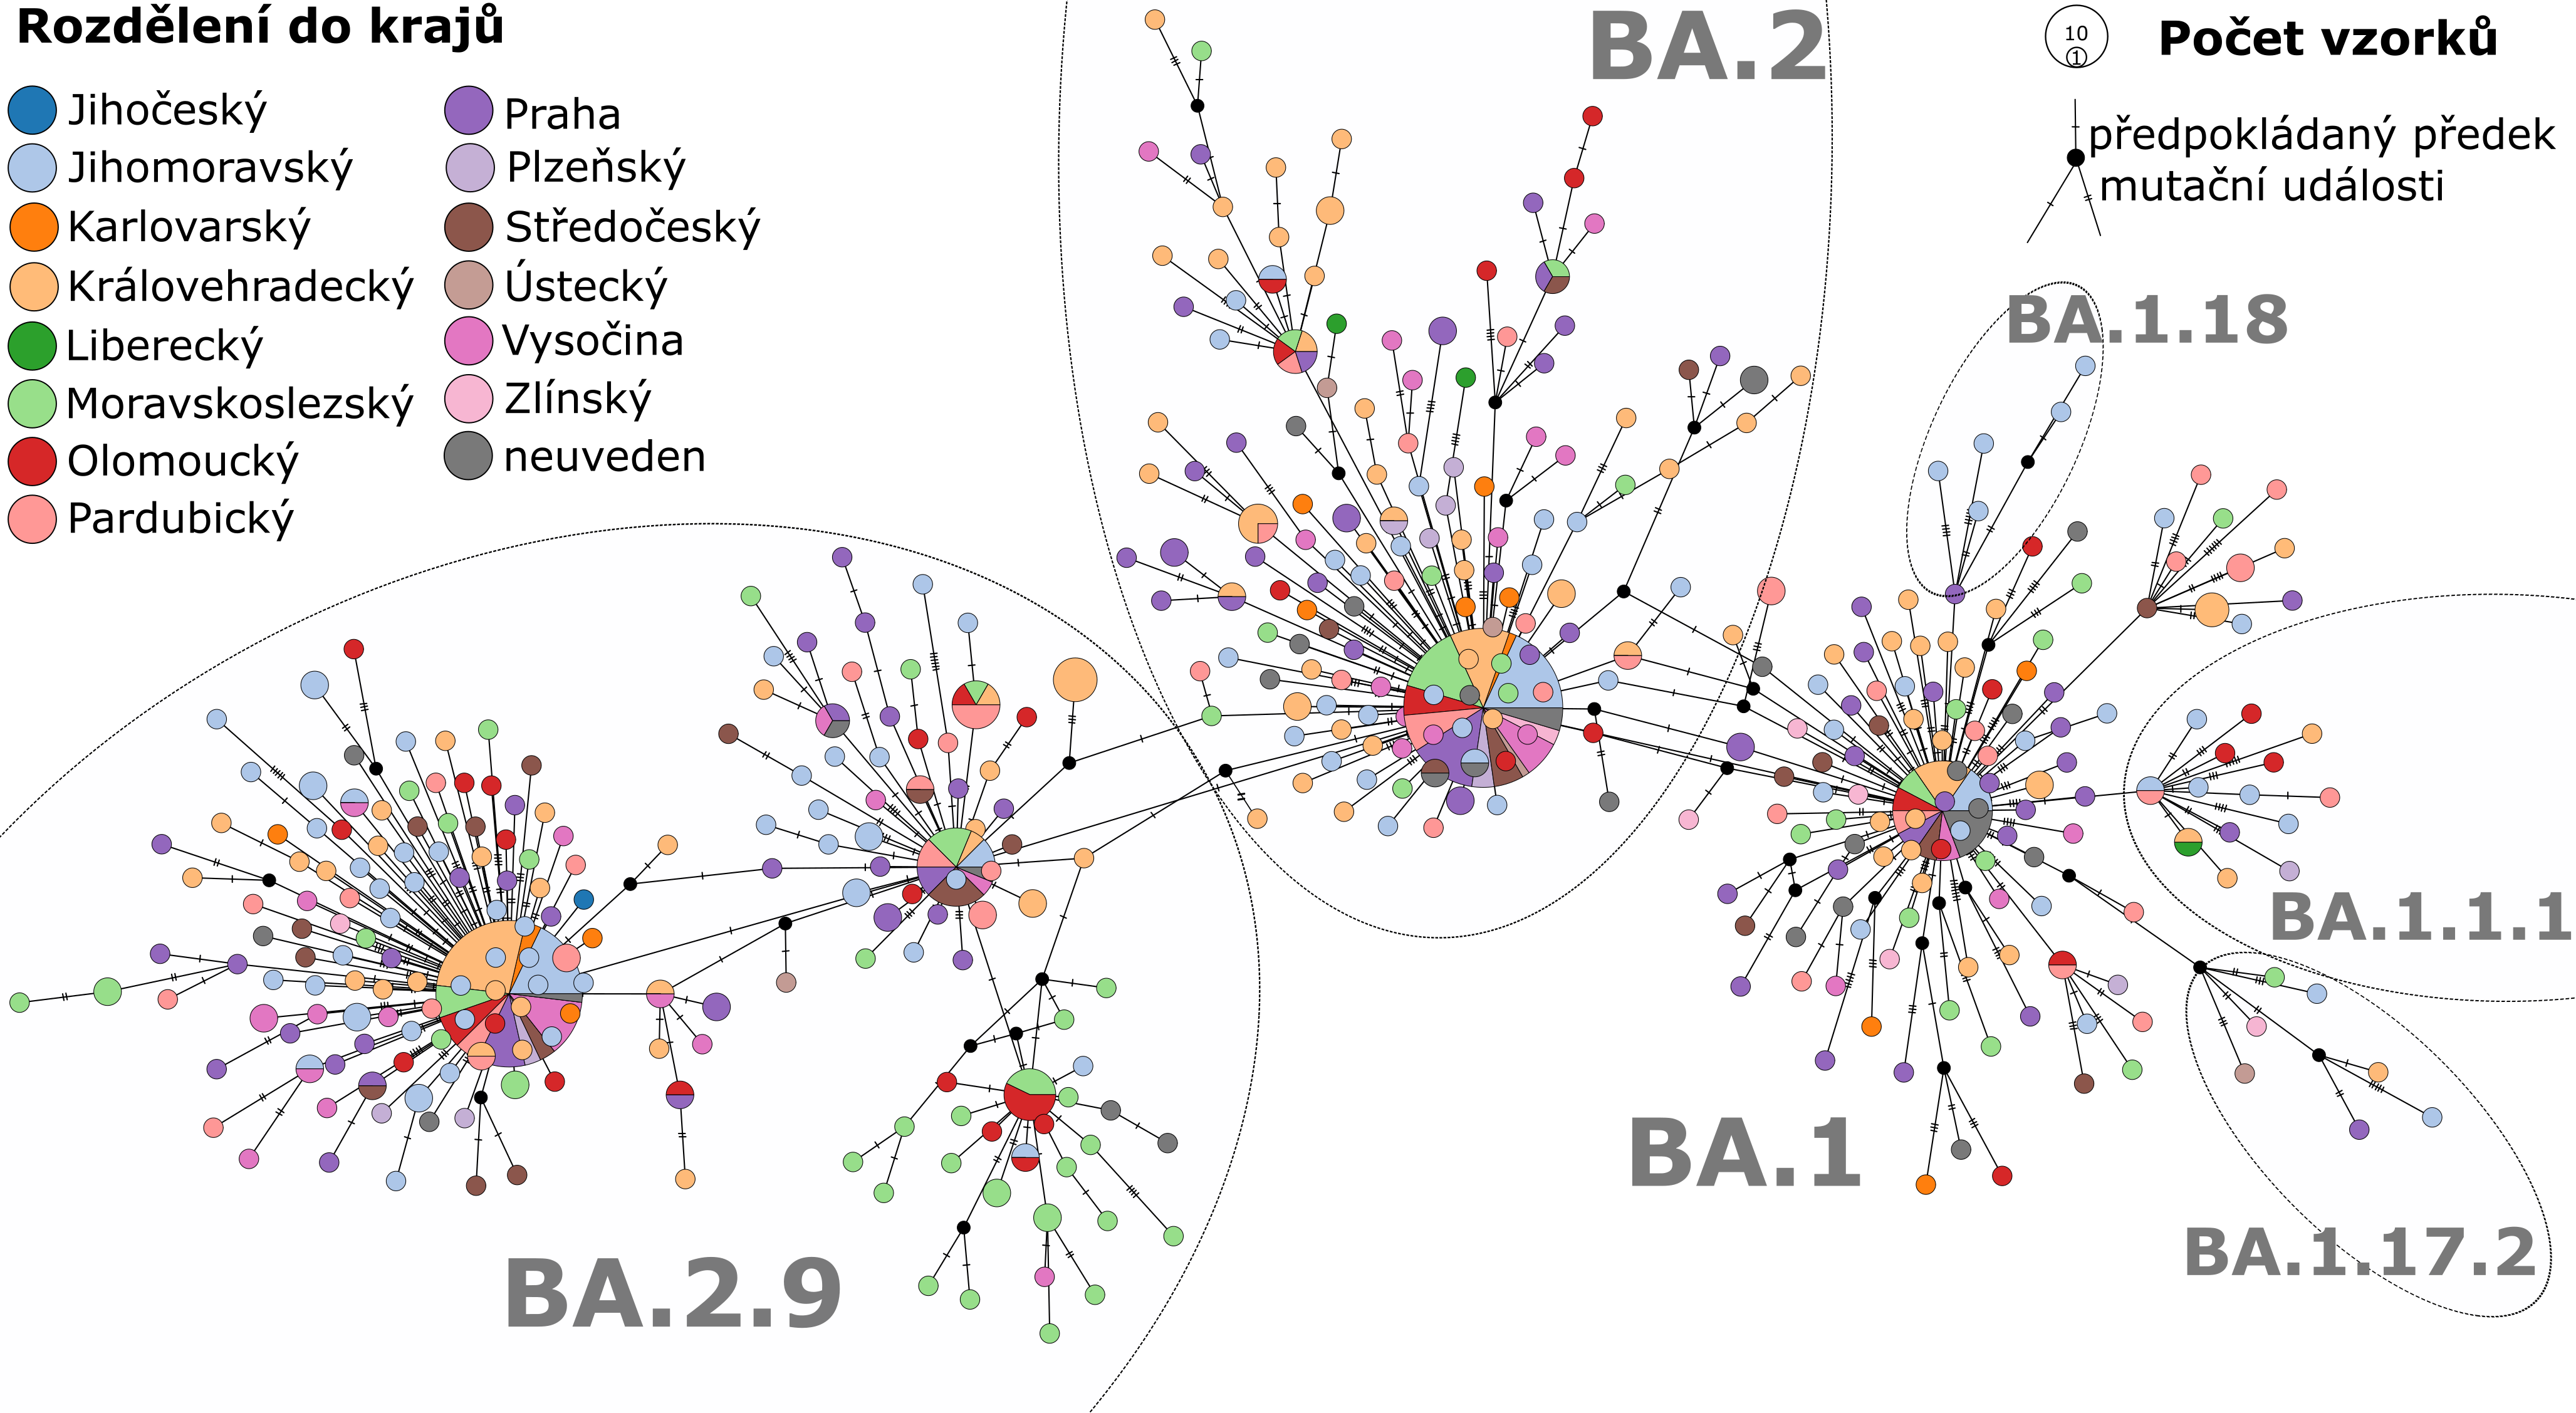 Rozdělení do krajů
Jihočeský
Jihomoravský
Karlovarský
Královehradecký
Liberecký
Moravskoslezský
Olomoucký
Pardubický
Praha
Plzeňský
Středočeský
Ústecký
Vysočina
Zlínský
neuveden
BA.2
10
1
Počet vzorků
předpokládaný předek
mutační události
BA.1.18
BA.1.1.1
BA.1
BA.1.17.2
BA.2.9